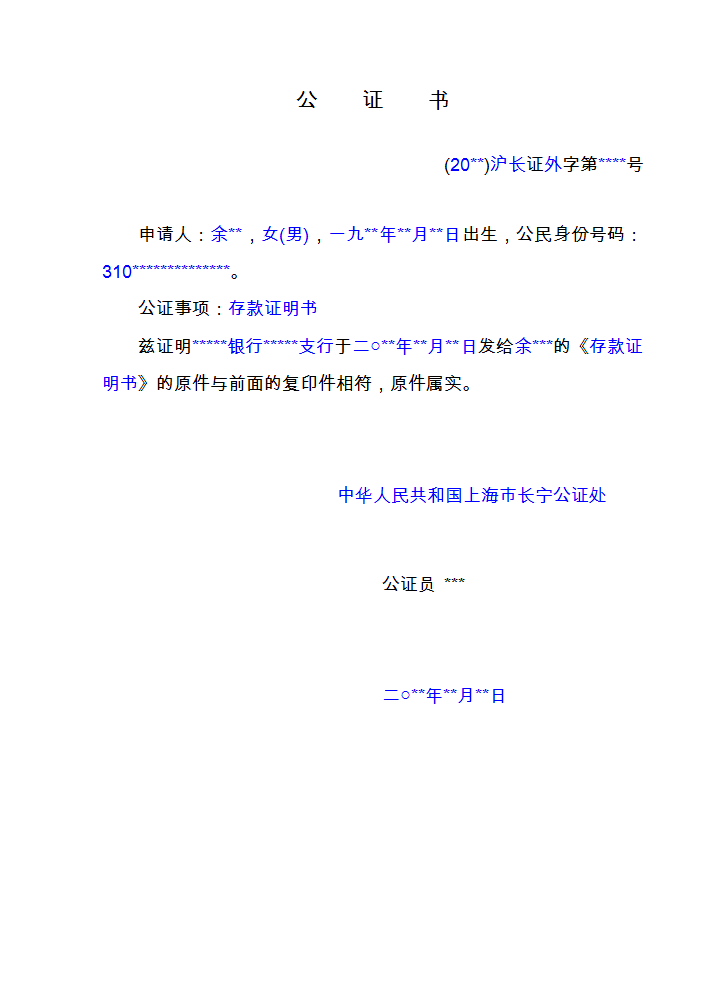 公 证 书
(20**)沪长证外字第****号
申请人：余**，女(男)，一九**年**月**日出生，公民身份号码：
310**************。
公证事项：存款证明书
兹证明*****银行*****支行于二○**年**月**日发给余***的《存款证
明书》的原件与前面的复印件相符，原件属实。
中华人民共和国上海市长宁公证处
公证员 ***
二○**年**月**日